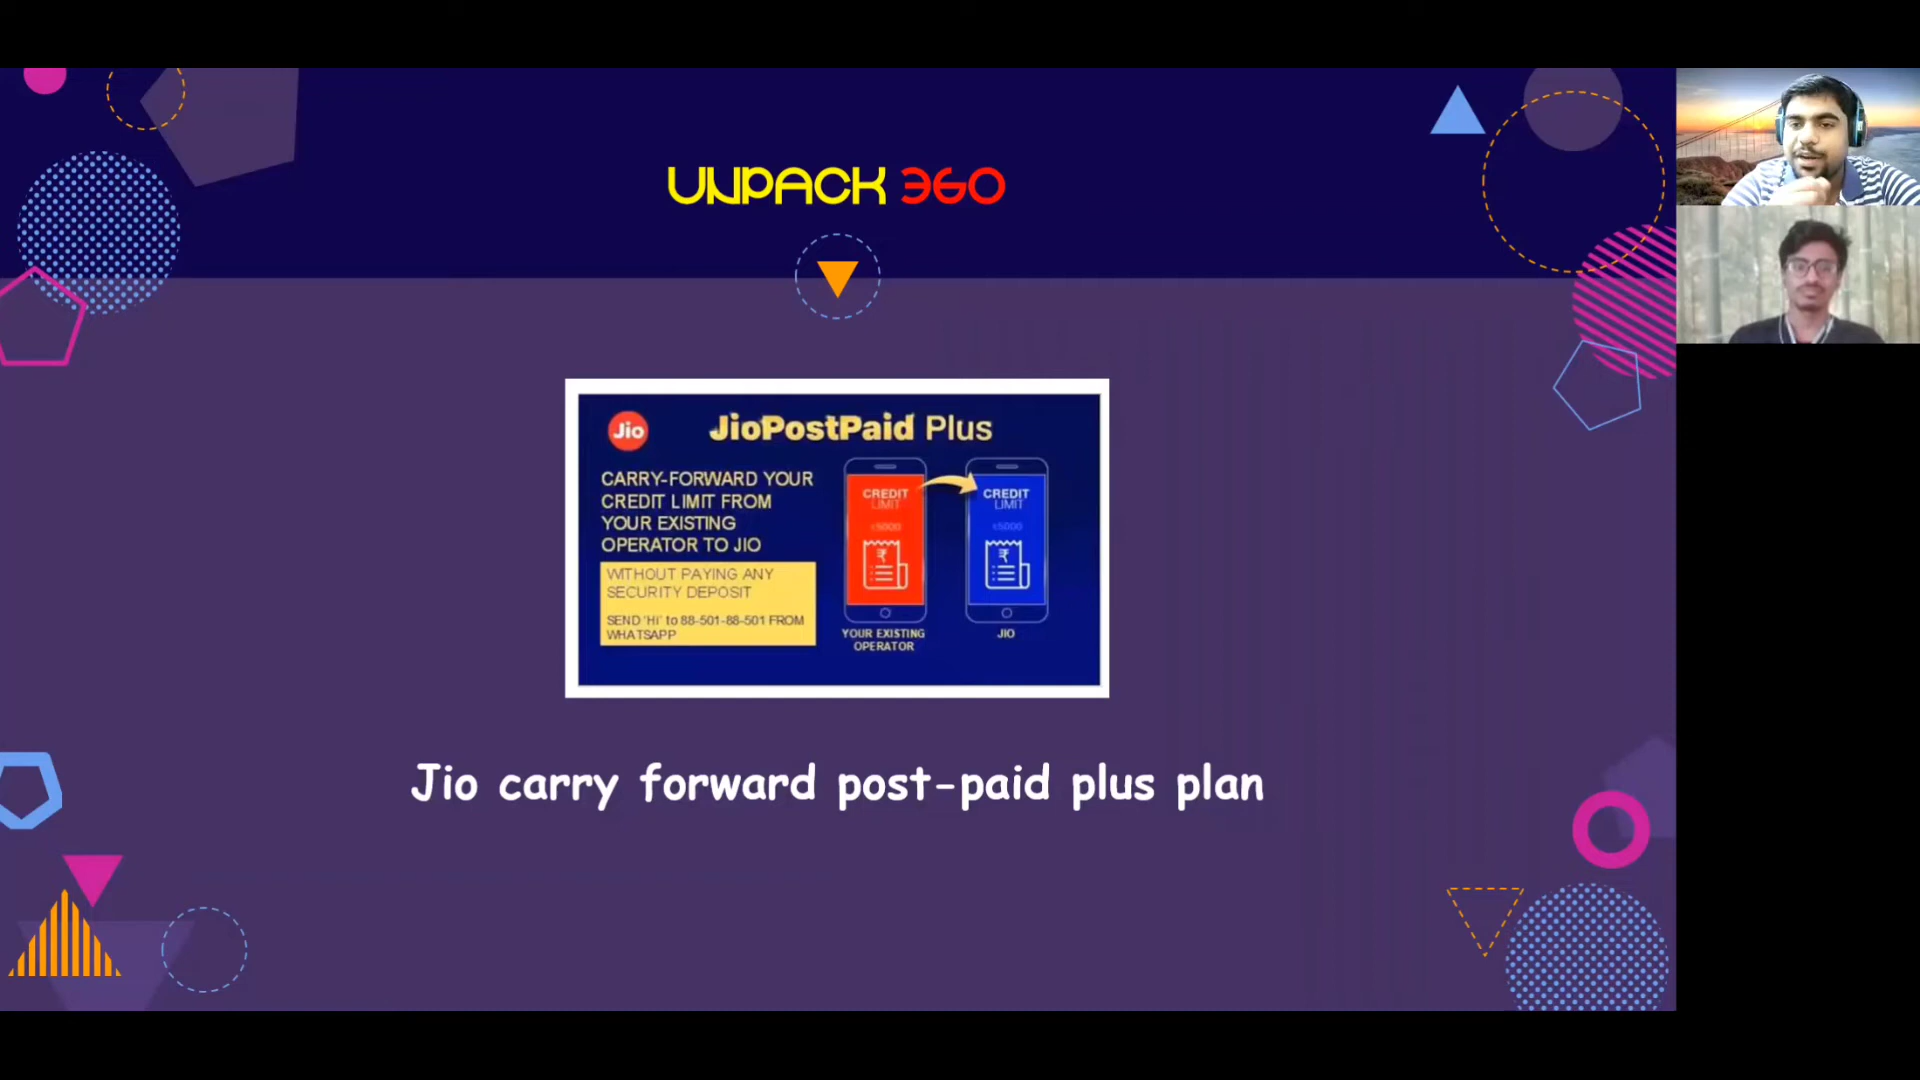 UNPACK 360
Jio
JioPostPaid Plus
CARRY-FORWARD YOUR
CREDIT LIMIT FROM
YOUR EXISTING
OPERATOR TO JIO
WITHOUT PAYING ANY
SECURITY DEPOSIT
SEND 'HI' to 88-501-88-501 FROM
WHATSAPP
CREDIT
LIMIT
₹5000
₹
YOUR EXISTING
OPERATOR
CREDIT
LIMIT
₹5000
₹
JIO
Jio carry forward post-paid plus plan